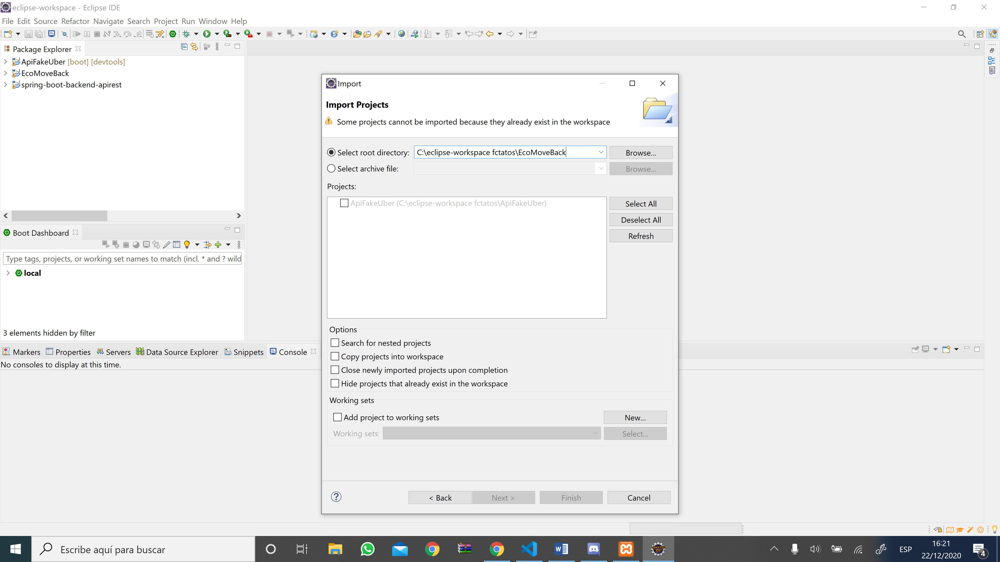 eclipse-workspace - Eclipse IDE
File Edit Source Refactor Navigate Search Project Run Window Help
Package Explorer
ApiFakeUber [boot] [devtools]
EcoMoveBack
spring-boot-backend-apirest
Import
Import Projects
Some projects cannot be imported because they already exist in the workspace
Select root directory: C:\eclipse-workspace fctatos\EcoMoveBack Browse...
Select archive file: Browse...
Projects:
ApiFakeUber (C:\eclipse-workspace fctatos\ApiFakeUber)
Select All
Deselect All
Refresh
Boot Dashboard
Type tags, projects, or working set names to match (incl. * and ? wild
local
3 elements hidden by filter
Options
Search for nested projects
Copy projects into workspace
Close newly imported projects upon completion
Hide projects that already exist in the workspace
Working sets
Add project to working sets New...
Working sets: Select...
< Back Next > Finish Cancel
Markers Properties Servers Data Source Explorer Snippets Console
No consoles to display at this time.
Escribe aquí para buscar
Java EE
IDE
ESP
16:21
22/12/2020
4